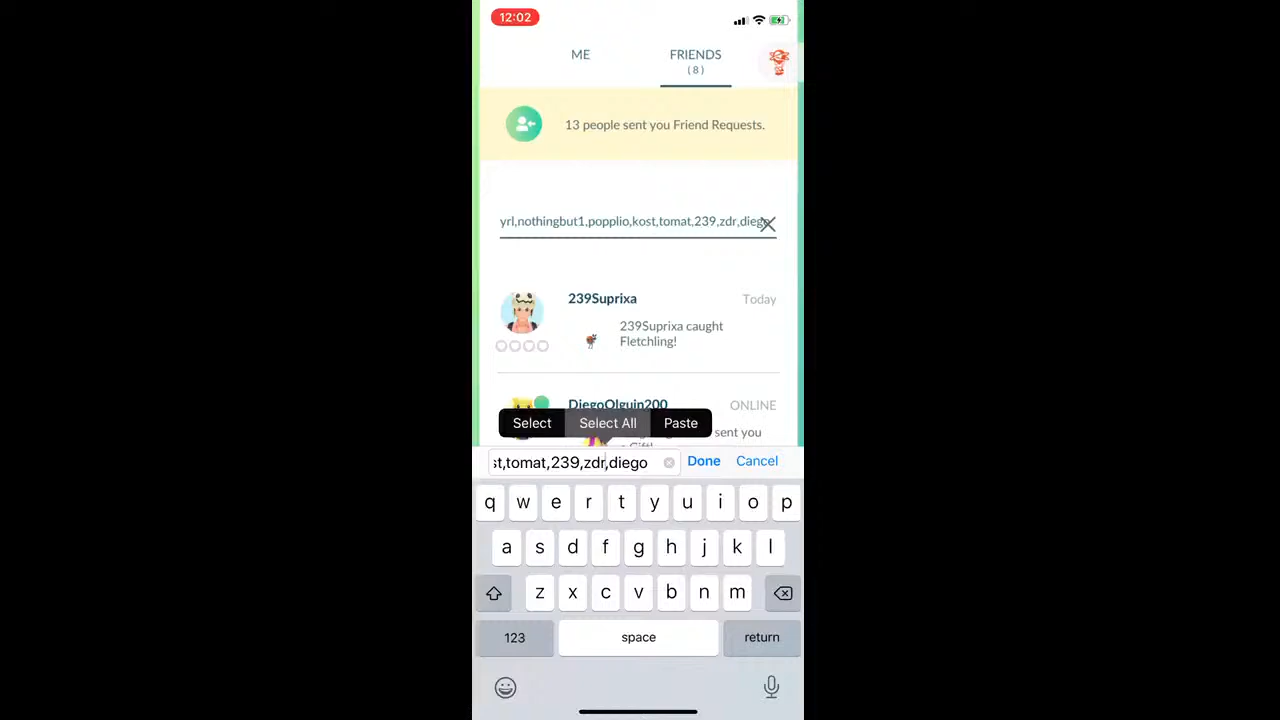 12:02
ME
FRIENDS
(8)
13 people sent you Friend Requests.
yrl,nothingbut1,popplio,kost,tomat,239,zdr,diego
239Suprixa
Today
239Suprixa caught
Fletchling!
DiegoOlguin200
ONLINE
sent you
a Gift!
Select
Select All
Paste
st,tomat,239,zdr,diego
Done
Cancel
q w e r t y u i o p
a s d f g h j k l
z x c v b n m
123
space
return